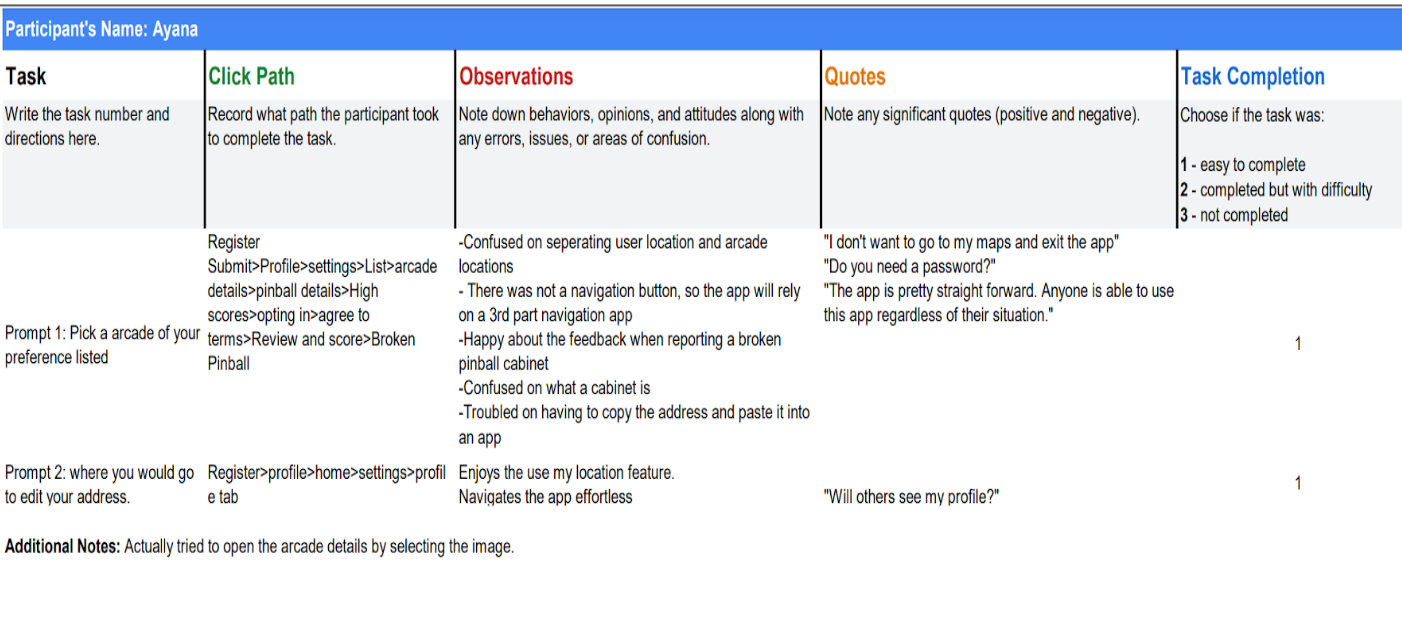 Participant's Name: Ayana
Task
Click Path
Observations
Quotes
Task Completion
Write the task number and
directions here.
Record what path the participant took
to complete the task.
Note down behaviors, opinions, and attitudes along with
any errors, issues, or areas of confusion.
Note any significant quotes (positive and negative).
Choose if the task was:
1 - easy to complete
2 - completed but with difficulty
3 - not completed
Prompt 1: Pick a arcade of your
preference listed
Register
Submit>Profile>settings>List>arcade
details>pinball details>High
scores>opting in>agree to
terms>Review and score>Broken
Pinball
-Confused on seperating user location and arcade
locations
- There was not a navigation button, so the app will rely
on a 3rd part navigation app
-Happy about the feedback when reporting a broken
pinball cabinet
-Confused on what a cabinet is
-Troubled on having to copy the address and paste it into
an app
"I don't want to go to my maps and exit the app"
"Do you need a password?"
"The app is pretty straight forward. Anyone is able to use
this app regardless of their situation."
1
Prompt 2: where you would go
to edit your address.
Register>profile>home>settings>profil
e tab
Enjoys the use my location feature.
Navigates the app effortless
"Will others see my profile?"
1
Additional Notes: Actually tried to open the arcade details by selecting the image.